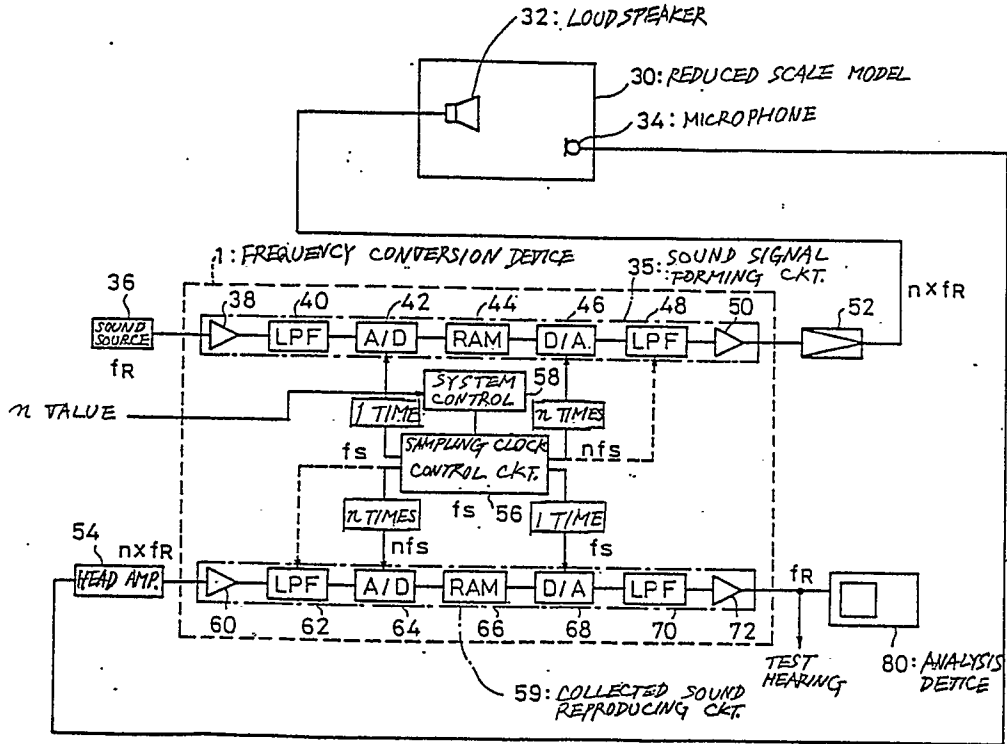 32: LOUDSPEAKER
30: REDUCED SCALE MODEL
34: MICROPHONE
1: FREQUENCY CONVERSION DEVICE
35: SOUND SIGNAL
FORMING CKT.
36
38
40
42
44
46
48
50
52
n×fR
SOUND
SOURCE
LPF
A/D
RAM
D/A.
LPF
fR
SYSTEM
CONTROL
58
n VALUE
1 TIME
n TIMES
fs
SAMPLING CLOCK
CONTROL CKT.
nfs
n TIMES
fs
56
1 TIME
54
n×fR
nfs
fs
HEAD AMP.
LPF
A/D
RAM
D/A
LPF
fR
60
62
64
66
68
70
72
TEST
HEARING
80: ANALYSIS
DETICE
59: COLLECTED SOUND
REPRODUCING CKT.